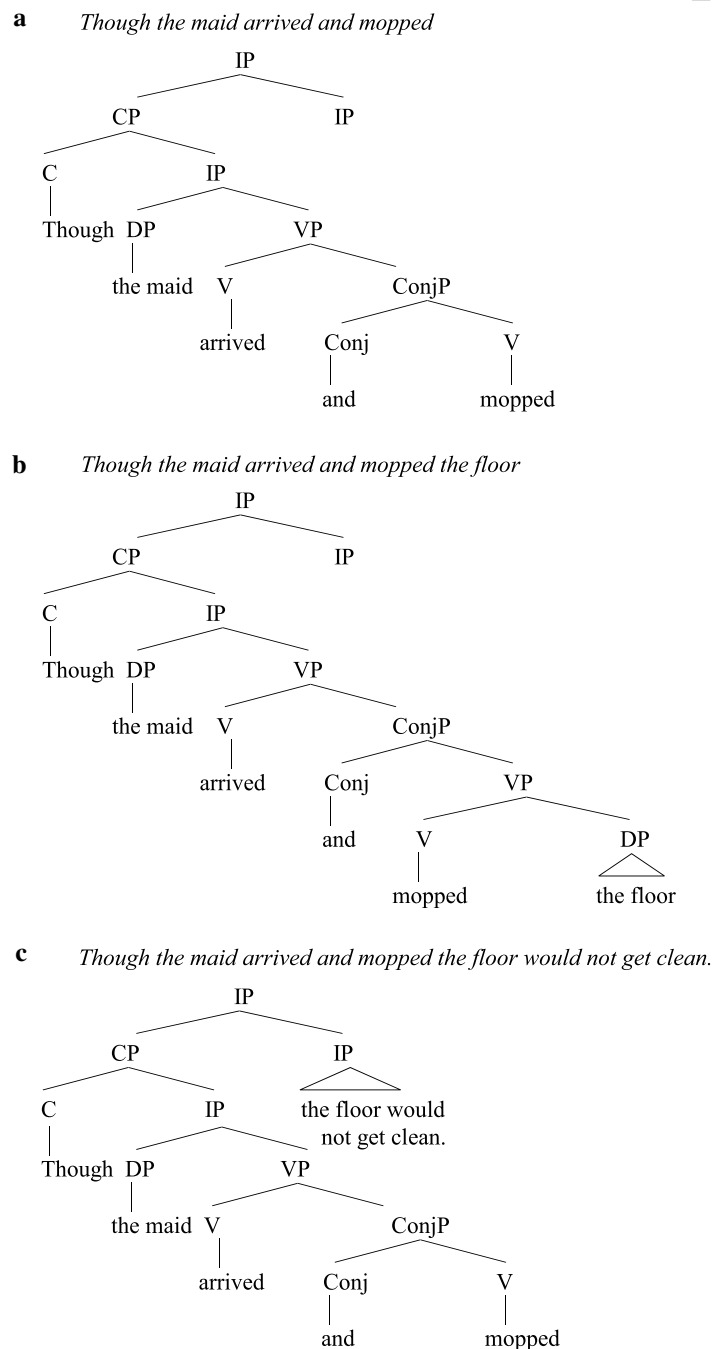 a Though the maid arrived and mopped
IP
CP IP
C IP
Though DP VP
the maid V ConjP
arrived Conj V
and mopped
b Though the maid arrived and mopped the floor
IP
CP IP
C IP
Though DP VP
the maid V ConjP
arrived Conj VP
and V DP
mopped the floor
c Though the maid arrived and mopped the floor would not get clean.
IP
CP IP
C IP the floor would
not get clean.
Though DP VP
the maid V ConjP
arrived Conj V
and mopped